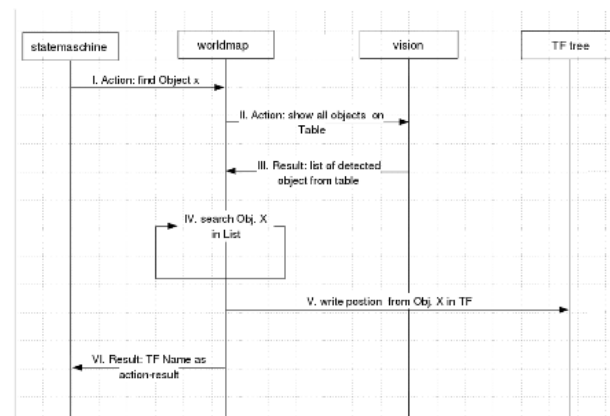 statemaschine
worldmap
vision
TF tree
I. Action: find Object x
II. Action: show all objects on
Table
III. Result: list of detected
object from table
IV. search Obj. X
in List
V. write postion from Obj. X in TF
VI. Result: TF Name as
action-result